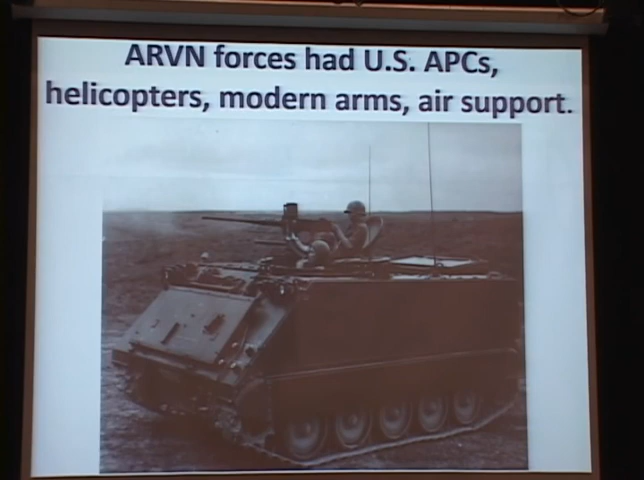 ARVN forces had U.S. APCs,
helicopters, modern arms, air support.